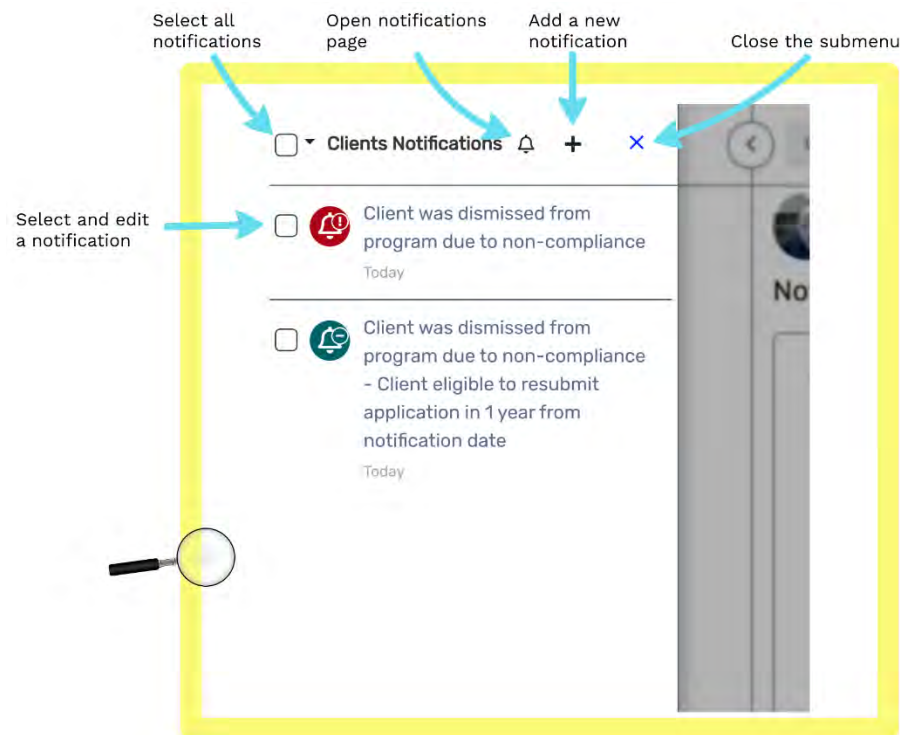 Select all
notifications
Open notifications
page
Add a new
notification
Close the submenu
Clients Notifications
Select and edit
a notification
Client was dismissed from
program due to non-compliance
Today
No
Client was dismissed from
program due to non-compliance
- Client eligible to resubmit
application in 1 year from
notification date
Today